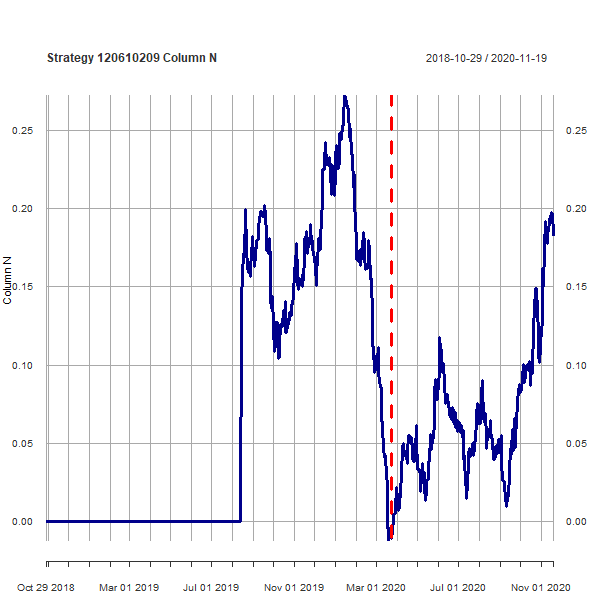 Strategy 120610209 Column N
2018-10-29 / 2020-11-19
0.25
0.25
0.20
0.20
0.15
0.15
0.10
0.10
0.05
0.05
0.00
0.00
Column N
Oct 29 2018
Mar 01 2019
Jul 01 2019
Nov 01 2019
Mar 01 2020
Jul 01 2020
Nov 01 2020